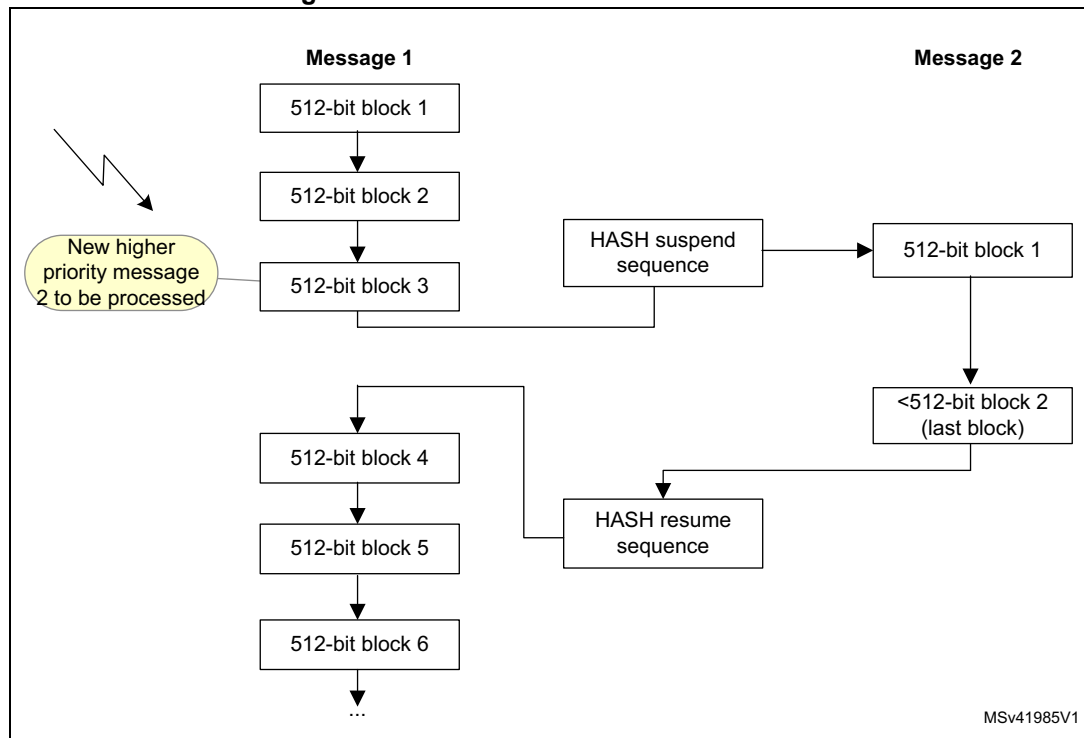 Message 1
Message 2
512-bit block 1
512-bit block 2
New higher
priority message
2 to be processed
512-bit block 3
HASH suspend
sequence
512-bit block 1
<512-bit block 2
(last block)
HASH resume
sequence
512-bit block 4
512-bit block 5
512-bit block 6
...
MSv41985V1